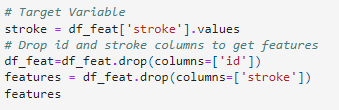 # Target Variable
stroke = df_feat['stroke'].values
# Drop id and stroke columns to get features
df_feat=df_feat.drop(columns=['id'])
features = df_feat.drop(columns=['stroke'])
features